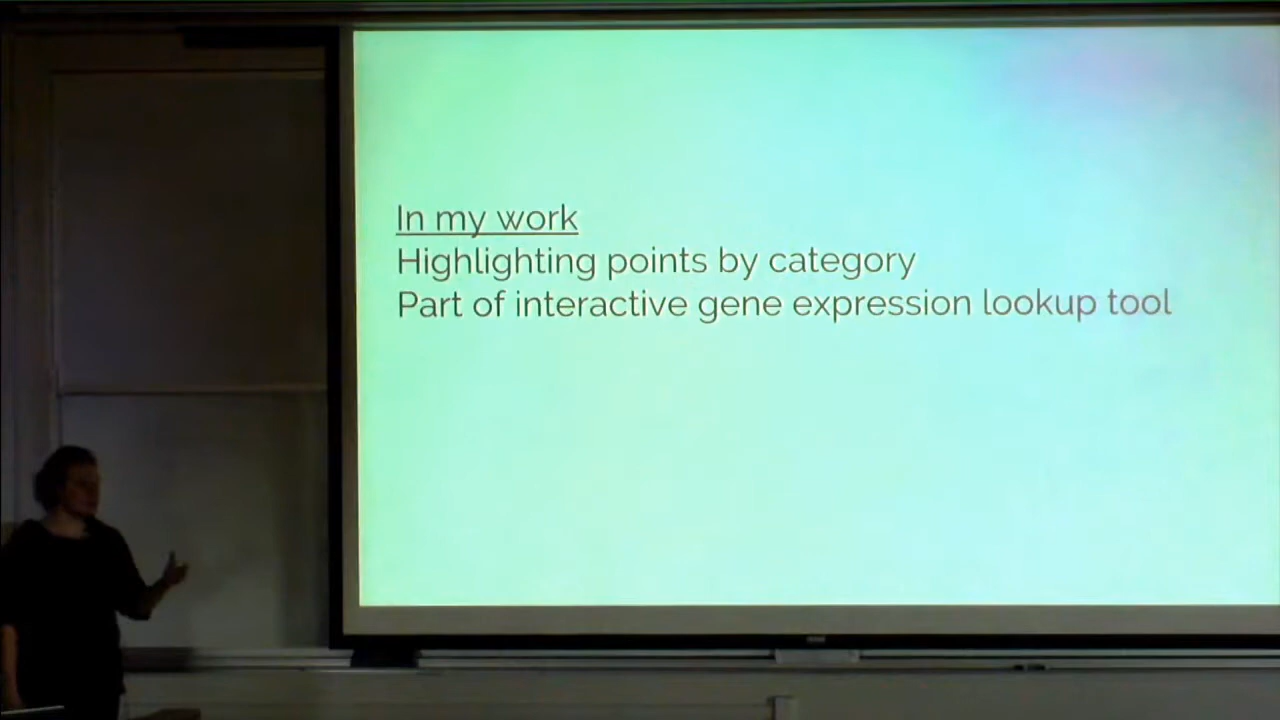 In my work
Highlighting points by category
Part of interactive gene expression lookup tool